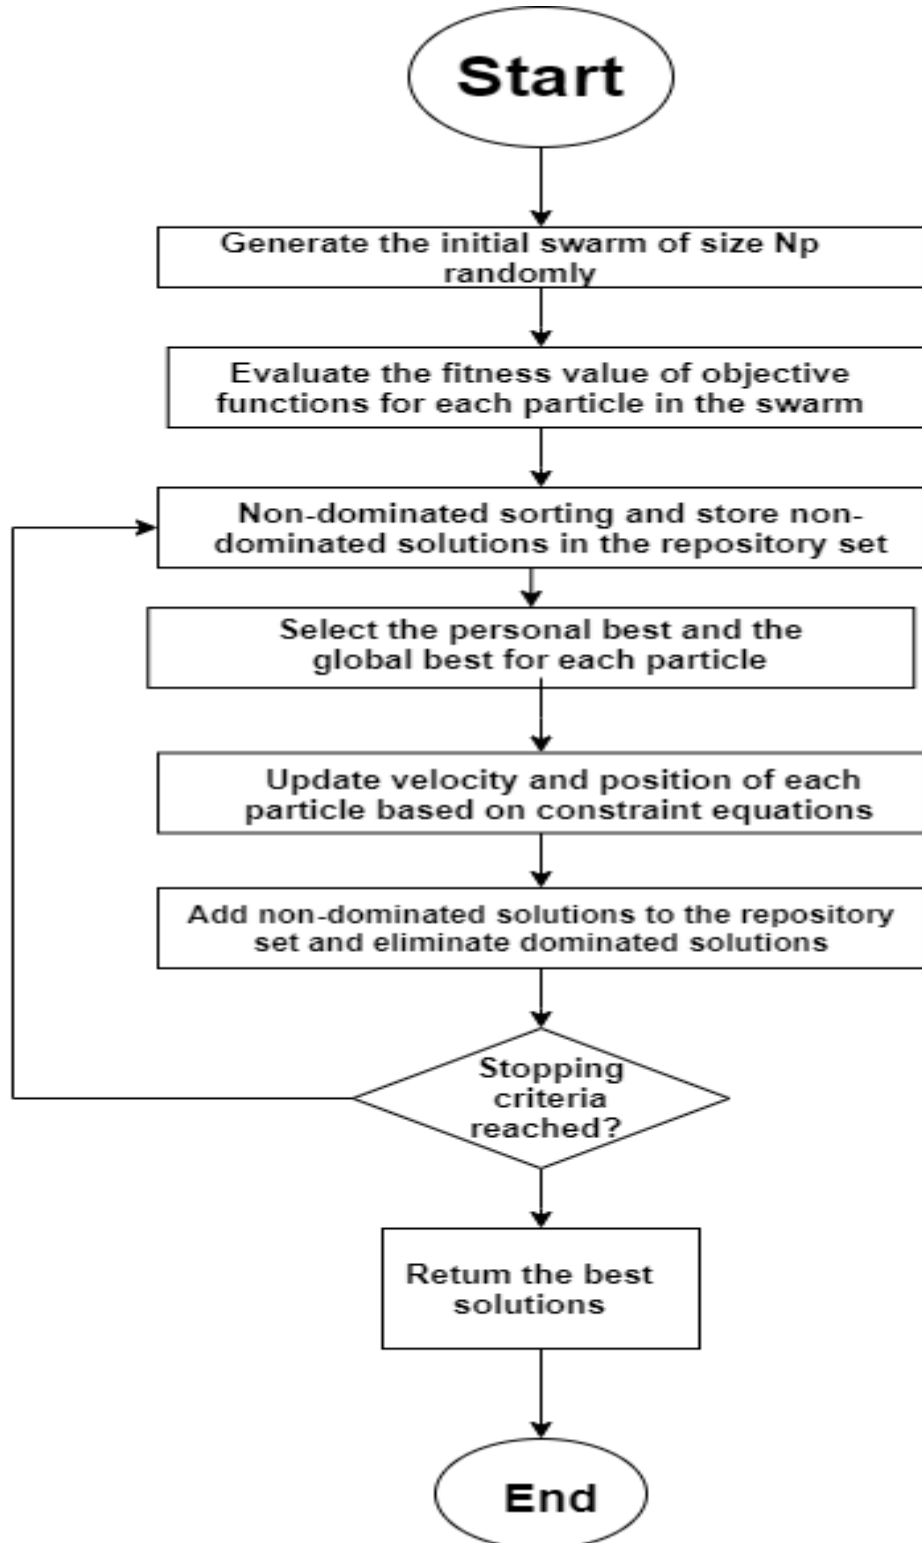 Start
Generate the initial swarm of size Np
randomly
Evaluate the fitness value of objective
functions for each particle in the swarm
Non-dominated sorting and store non-
dominated solutions in the repository set
Select the personal best and the
global best for each particle
Update velocity and position of each
particle based on constraint equations
Add non-dominated solutions to the repository
set and eliminate dominated solutions
Stopping
criteria
reached?
Retum the best
solutions
End